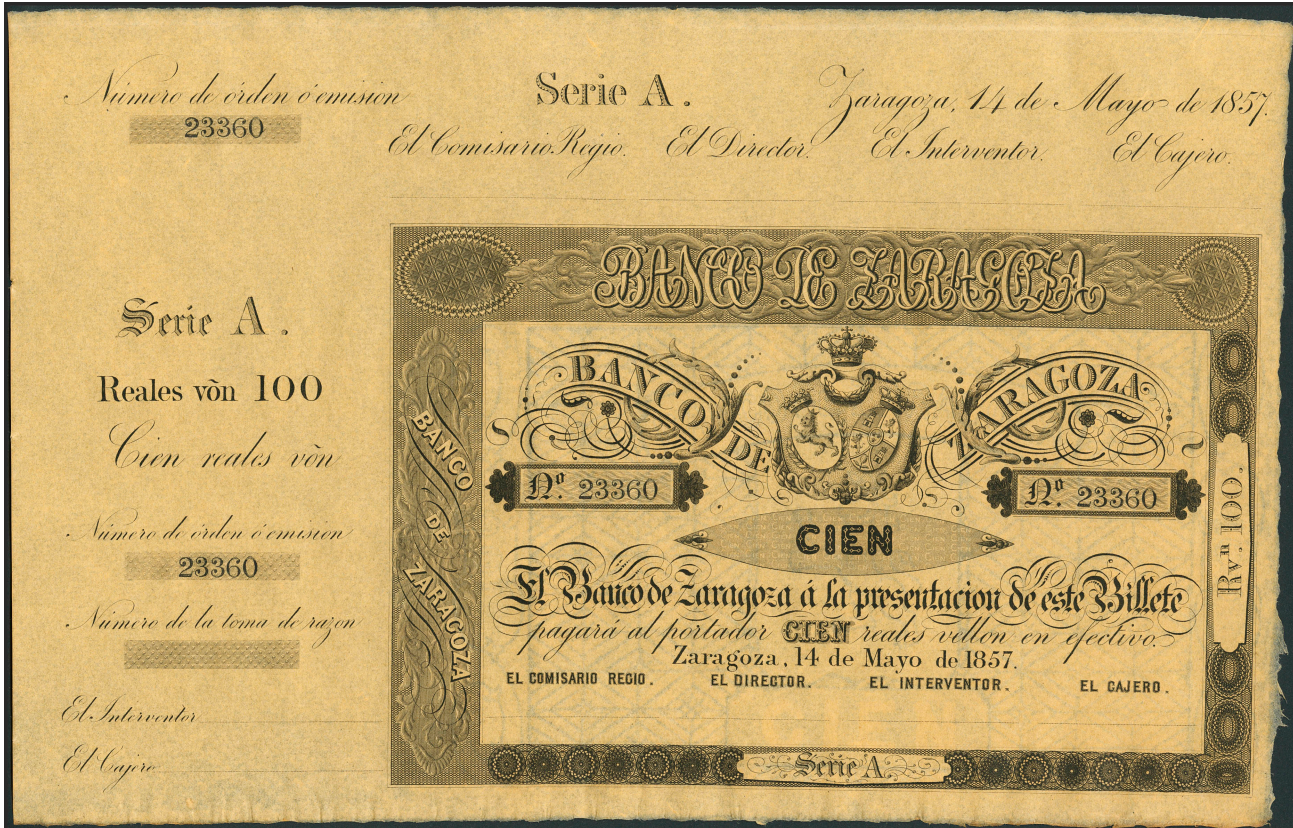 Número de órden ó emision
23360
Serie A.
Zaragoza, 14 de Mayo de 1857.
El Comisario Regio. El Director. El Interventor. El Cajero.
Serie A.
Reales vōn 100
Cien reales vōn
Número de órden ó emision
23360
Número de la toma de razon
El Interventor
El Cajero
BANCO DE ZARAGOZA
BANCO DE ZARAGOZA
BANCO DE ZARAGOZA
Nº. 23360
Nº. 23360
CIEN
El Banco de Zaragoza á la presentacion de este Billete
pagará al portador CIEN reales vellon en efectivo.
Zaragoza, 14 de Mayo de 1857.
EL COMISARIO REGIO. EL DIRECTOR. EL INTERVENTOR. EL CAJERO.
Rvn. 100.
Serie A.